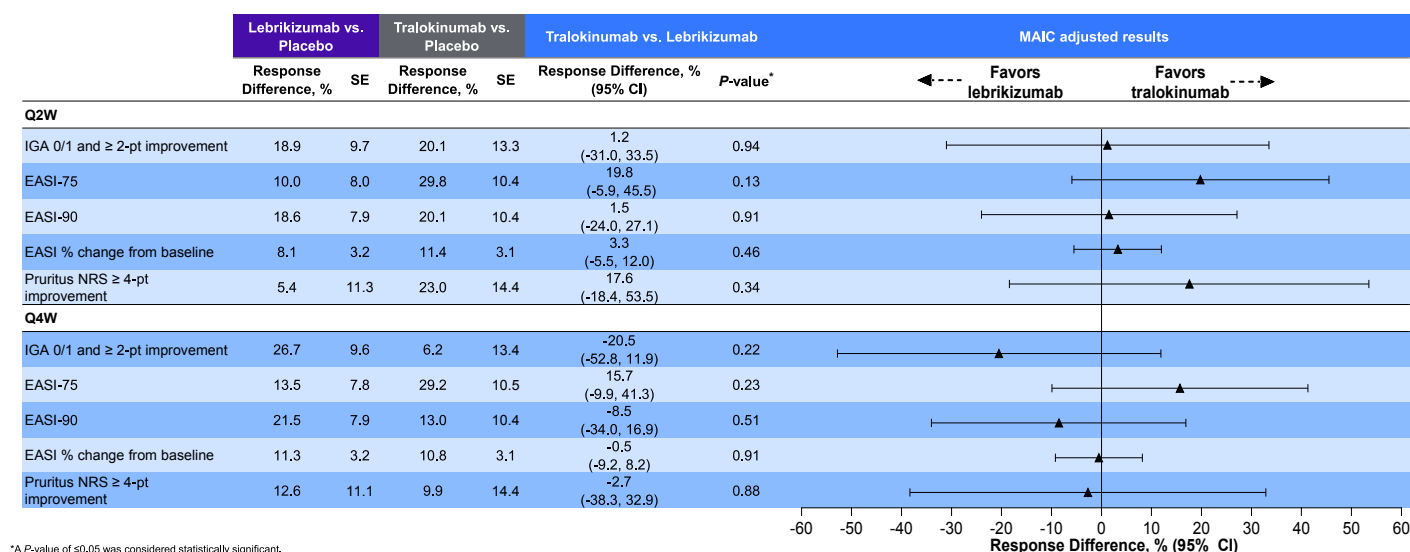 Lebrikizumab vs. Placebo Tralokinumab vs. Placebo Tralokinumab vs. Lebrikizumab MAIC adjusted results
Response Difference, % SE Response Difference, % SE Response Difference, % (95% CI) P-value* Favors lebrikizumab Favors tralokinumab
Q2W
IGA 0/1 and ≥ 2-pt improvement 18.9 9.7 20.1 13.3 1.2 (-31.0, 33.5) 0.94
EASI-75 10.0 8.0 29.8 10.4 19.8 (-5.9, 45.5) 0.13
EASI-90 18.6 7.9 20.1 10.4 1.5 (-24.0, 27.1) 0.91
EASI % change from baseline 8.1 3.2 11.4 3.1 3.3 (-5.5, 12.0) 0.46
Pruritus NRS ≥ 4-pt improvement 5.4 11.3 23.0 14.4 17.6 (-18.4, 53.5) 0.34
Q4W
IGA 0/1 and ≥ 2-pt improvement 26.7 9.6 6.2 13.4 -20.5 (-52.8, 11.9) 0.22
EASI-75 13.5 7.8 29.2 10.5 15.7 (-9.9, 41.3) 0.23
EASI-90 21.5 7.9 13.0 10.4 -8.5 (-34.0, 16.9) 0.51
EASI % change from baseline 11.3 3.2 10.8 3.1 -0.5 (-9.2, 8.2) 0.91
Pruritus NRS ≥ 4-pt improvement 12.6 11.1 9.9 14.4 -2.7 (-38.3, 32.9) 0.88
-60 -50 -40 -30 -20 -10 0 10 20 30 40 50 60
Response Difference, % (95% CI)
*A P-value of ≤0.05 was considered statistically significant.